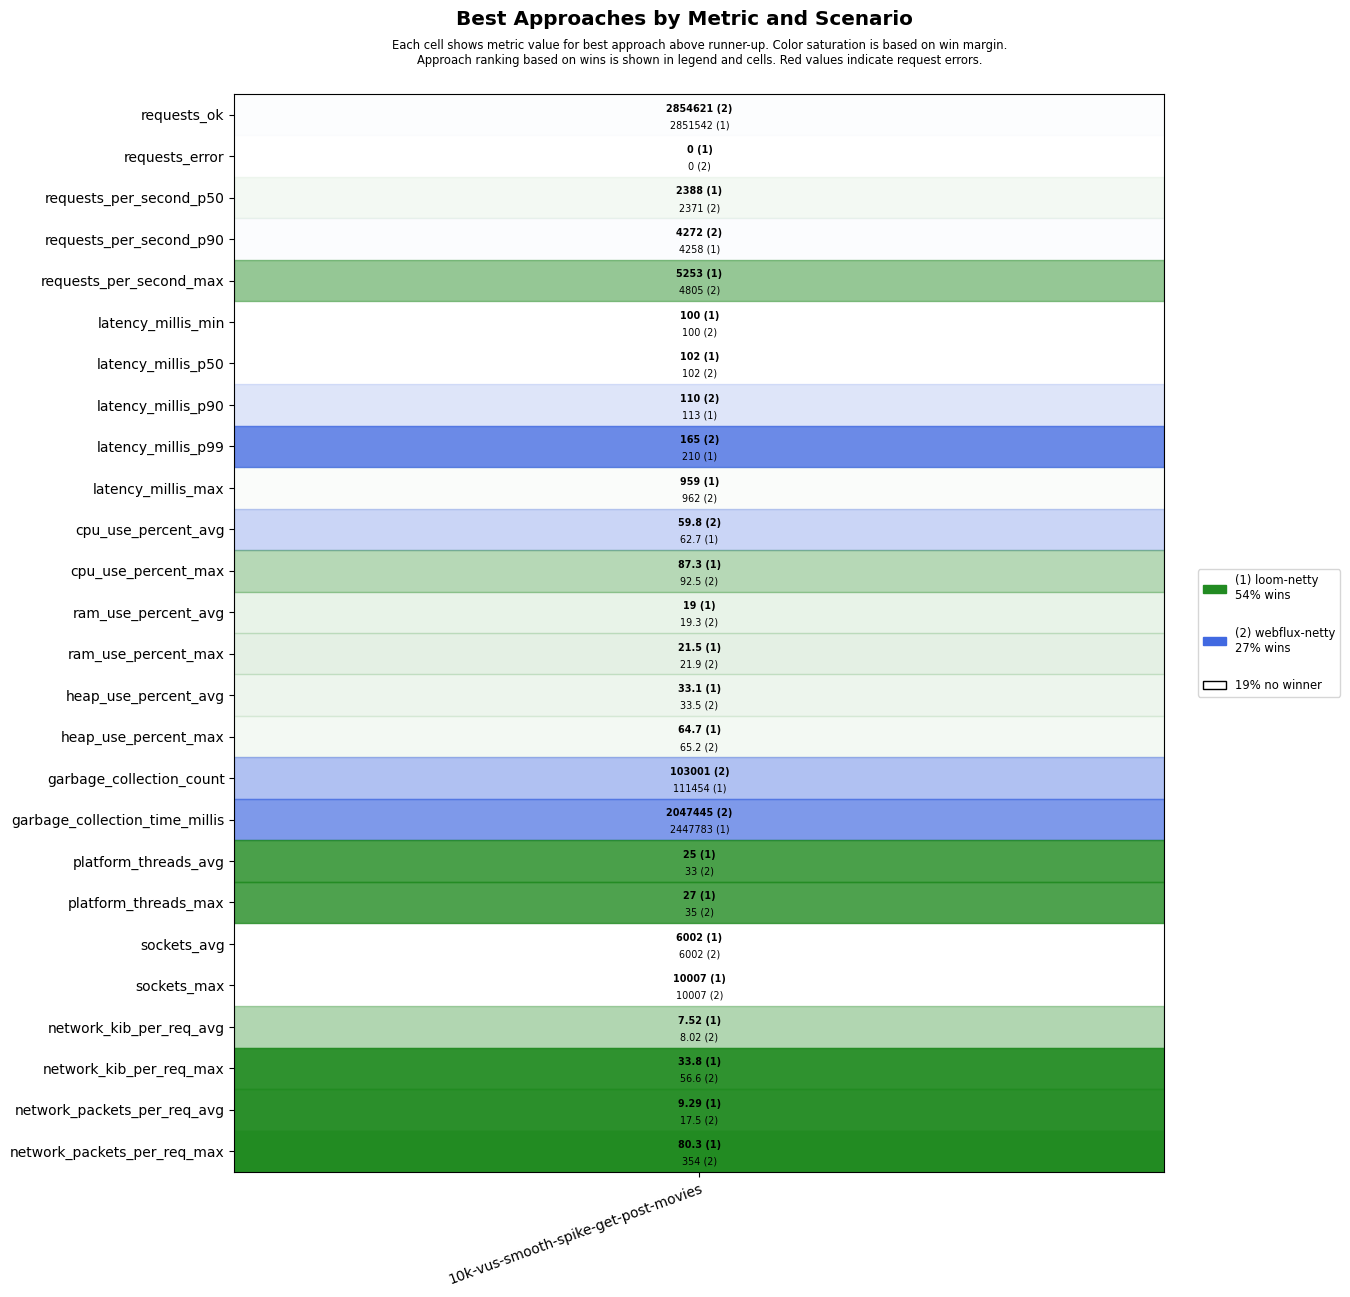 Best Approaches by Metric and Scenario
Each cell shows metric value for best approach above runner-up. Color saturation is based on win margin.
Approach ranking based on wins is shown in legend and cells. Red values indicate request errors.
requests_ok
2854621 (2)
2851542 (1)
requests_error
0 (1)
0 (2)
requests_per_second_p50
2388 (1)
2371 (2)
requests_per_second_p90
4272 (2)
4258 (1)
requests_per_second_max
5253 (1)
4805 (2)
latency_millis_min
100 (1)
100 (2)
latency_millis_p50
102 (1)
102 (2)
latency_millis_p90
110 (2)
113 (1)
latency_millis_p99
165 (2)
210 (1)
latency_millis_max
959 (1)
962 (2)
cpu_use_percent_avg
59.8 (2)
62.7 (1)
cpu_use_percent_max
87.3 (1)
92.5 (2)
ram_use_percent_avg
19 (1)
19.3 (2)
ram_use_percent_max
21.5 (1)
21.9 (2)
heap_use_percent_avg
33.1 (1)
33.5 (2)
heap_use_percent_max
64.7 (1)
65.2 (2)
garbage_collection_count
103001 (2)
111454 (1)
garbage_collection_time_millis
2047445 (2)
2447783 (1)
platform_threads_avg
25 (1)
33 (2)
platform_threads_max
27 (1)
35 (2)
sockets_avg
6002 (1)
6002 (2)
sockets_max
10007 (1)
10007 (2)
network_kib_per_req_avg
7.52 (1)
8.02 (2)
network_kib_per_req_max
33.8 (1)
56.6 (2)
network_packets_per_req_avg
9.29 (1)
17.5 (2)
network_packets_per_req_max
80.3 (1)
354 (2)
10k-vus-smooth-spike-get-post-movies
(1) loom-netty
54% wins
(2) webflux-netty
27% wins
19% no winner